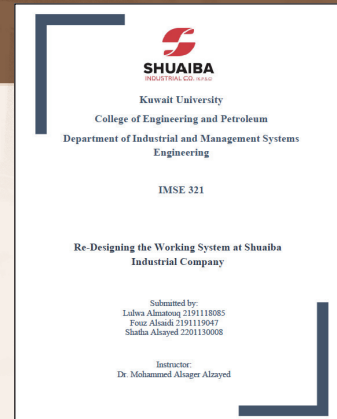 SHUAIBA
INDUSTRIAL CO. (K.P.S.C)
Kuwait University
College of Engineering and Petroleum
Department of Industrial and Management Systems
Engineering
IMSE 321
Re-Designing the Working System at Shuaiba
Industrial Company
Submitted by:
Lulwa Almatouq 2191118085
Fouz Alsaidi 2191119047
Shatha Alsayed 2201130008
Instructor:
Dr. Mohammed Alsager Alzayed